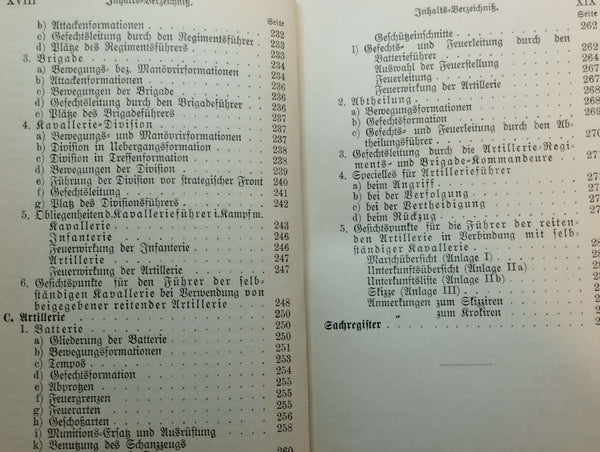 XVIII Inhalts-Verzeichniß.
Seite
b) Attackenformationen
c) Gefechtsleitung durch den Regimentsführer 232
d) Plätze des Regimentsführers 233
3. Brigade 234
a) Bewegungs- bez. Manövrirformationen 234
b) Attackenformationen 234
c) Bewegungen der Brigade 236
d) Gefechtsleitung durch den Brigadeführer 236
e) Plätze des Brigadeführers 236
4. Kavallerie-Division 237
a) Bewegungs- und Manövrirformationen 237
b) Division in Uebergangsformation 237
c) Division in Treffenformation 238
d) Bewegungen der Division 238
e) Führung der Division vor strategischer Front 240
f) Gefechtsleitung 241
g) Platz des Divisionsführers 242
5. Obliegenheiten d. Kavallerieführer i. Kampf m.
Kavallerie 243
Infanterie 246
Feuerwirkung der Infanterie 247
Artillerie 247
Feuerwirkung der Artillerie 247
6. Gesichtspunkte für den Führer der selb-
ständigen Kavallerie bei Verwendung von
beigegebener reitender Artillerie 248
C. Artillerie 250
1. Batterie 250
a) Gliederung der Batterie 250
b) Bewegungsformationen 251
c) Tempos 253
d) Gefechtsformation 254
e) Abprotzen 255
f) Feuergrenzen 255
g) Feuerarten 255
h) Geschoßarten 256
i) Munitions-Ersatz und Ausrüstung 258
k) Benutzung des Schanzzeugs
260
Inhalts-Verzeichniß. XIX
Geschützeinschnitte 262
l) Gefechts- und Feuerleitung durch den
Batterieführer 262
Auswahl der Feuerstellung
Feuerleitung
Feuerwirkung der Artillerie
2. Abtheilung
a) Bewegungsformationen
b) Gefechtsformation
c) Gefechts- und Feuerleitung durch den Ab-
theilungsführer
3. Gefechtsleitung durch die Artillerie-Regi-
ments- und Brigade-Kommandeure
4. Specielles für Artillerieführer
a) beim Angriff
b) bei der Verfolgung
c) bei der Vertheidigung
d) beim Rückzug
5. Gesichtspunkte für die Führer der reiten-
den Artillerie in Verbindung mit selb-
ständiger Kavallerie
Marschübersicht (Anlage I)
Unterkunftsübersicht (Anlage IIa)
Unterkunftsliste (Anlage IIb)
Skizze (Anlage III)
Anmerkungen zum Skizziren
„ zum Krokiren
Sachregister